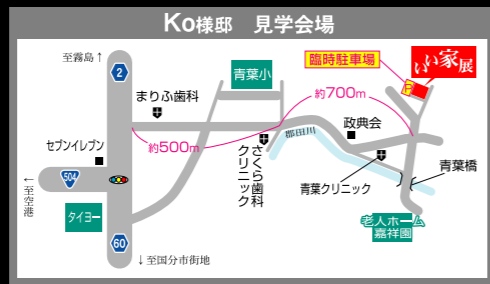 Ko様邸 見学会場
至霧島↑
2
青葉小
臨時駐車場
P
いい家展
まりふ歯科
約700m
セブンイレブン
約500m
さくら歯科
クリニック
郡田川
政典会
504
←至空港
タイヨー
青葉クリニック
青葉橋
老人ホーム
嘉祥園
60
↓至国分市街地